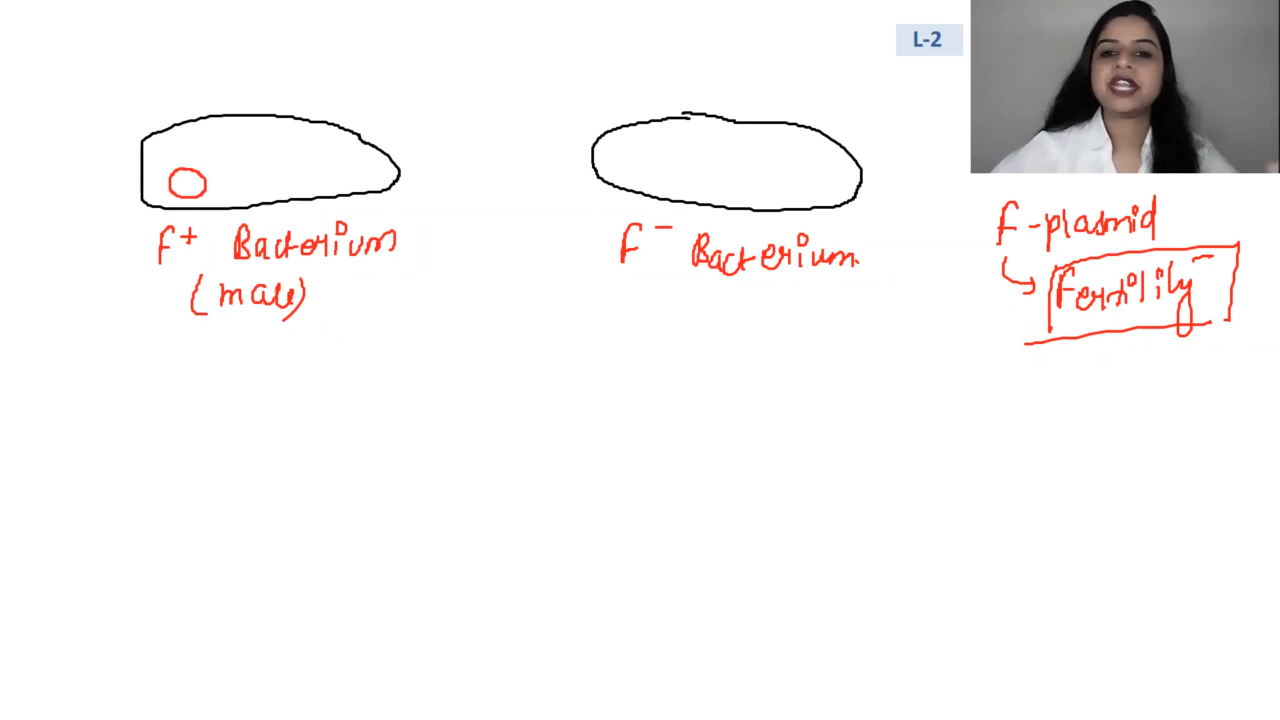 L-2
F+ Bacterium
(male)
F- Bacterium
F-plasmid
Fertility